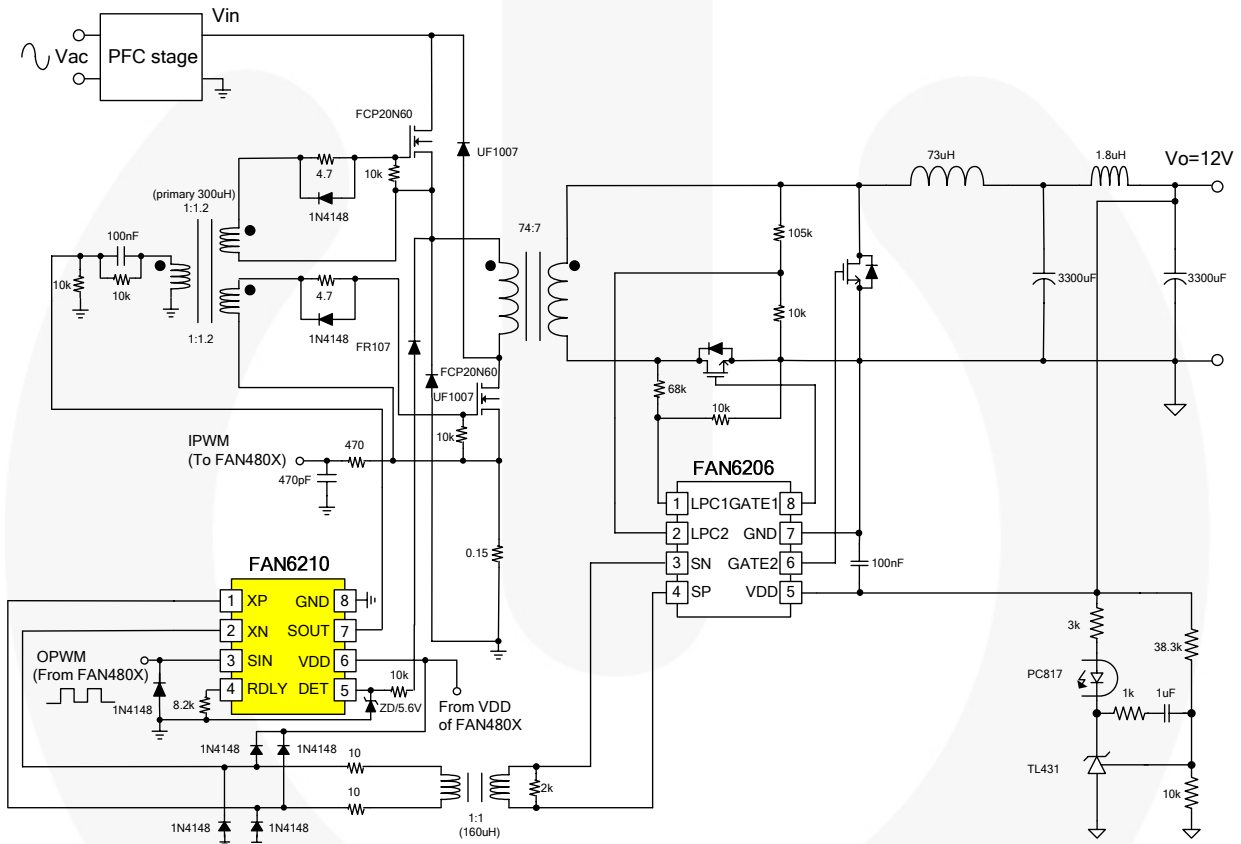 Vin
Vac
PFC stage
FCP20N60
UF1007
4.7
10k
1N4148
(primary 300uH)
1:1.2
100nF
10k
10k
4.7
1N4148
1:1.2
FR107
FCP20N60
UF1007
10k
74:7
73uH
1.8uH
Vo=12V
105k
10k
3300uF
3300uF
68k
10k
IPWM
(To FAN480X)
470
470pF
0.15
FAN6206
1 LPC1 GATE1 8
2 LPC2 GND 7
3 SN GATE2 6
4 SP VDD 5
100nF
FAN6210
1 XP GND 8
2 XN SOUT 7
3 SIN VDD 6
4 RDLY DET 5
OPWM
(From FAN480X)
1N4148
8.2k
10k
ZD/5.6V
From VDD
of FAN480X
1N4148
1N4148
10
10
1N4148
1N4148
1:1
(160uH)
2k
3k
38.3k
PC817
1k
1uF
TL431
10k